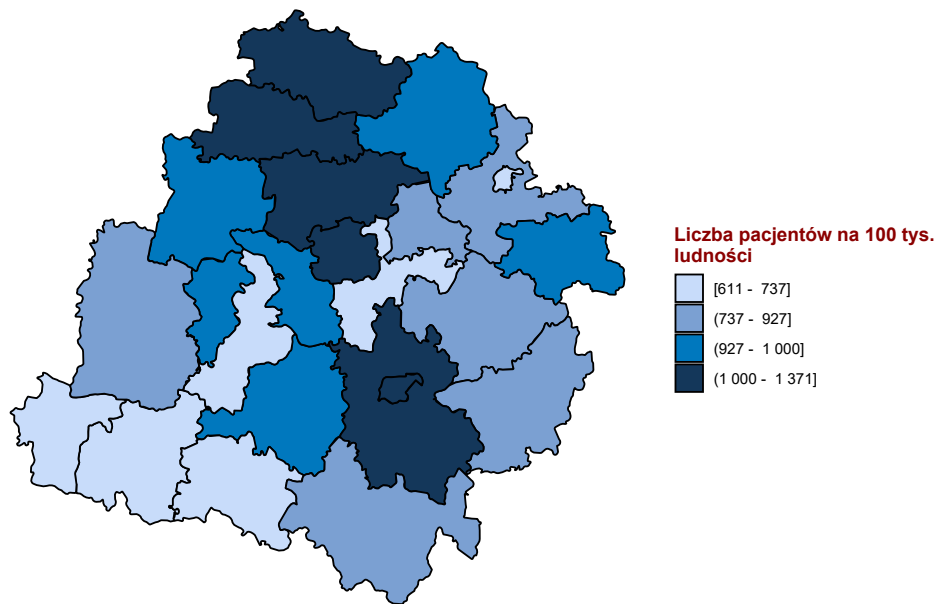 Liczba pacjentów na 100 tys.
ludności
[611 - 737]
(737 - 927]
(927 - 1 000]
(1 000 - 1 371]